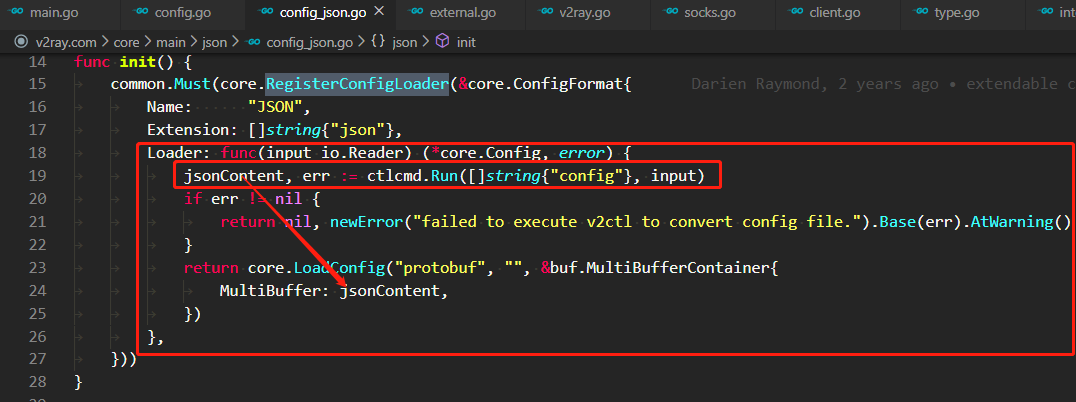 main.go config.go config_json.go × external.go v2ray.go socks.go client.go type.go
v2ray.com > core > main > json > config_json.go > {} json > init
14 func init() {
15 common.Must(core.RegisterConfigLoader(&core.ConfigFormat{ Darien Raymond, 2 years ago • extendable
16 Name: "JSON",
17 Extension: []string{"json"},
18 Loader: func(input io.Reader) (*core.Config, error) {
19 jsonContent, err := ctlcmd.Run([]string{"config"}, input)
20 if err != nil {
21 return nil, newError("failed to execute v2ctl to convert config file.").Base(err).AtWarning()
22 }
23 return core.LoadConfig("protobuf", "", &buf.MultiBufferContainer{
24 MultiBuffer: jsonContent,
25 })
26 },
27 }))
28 }